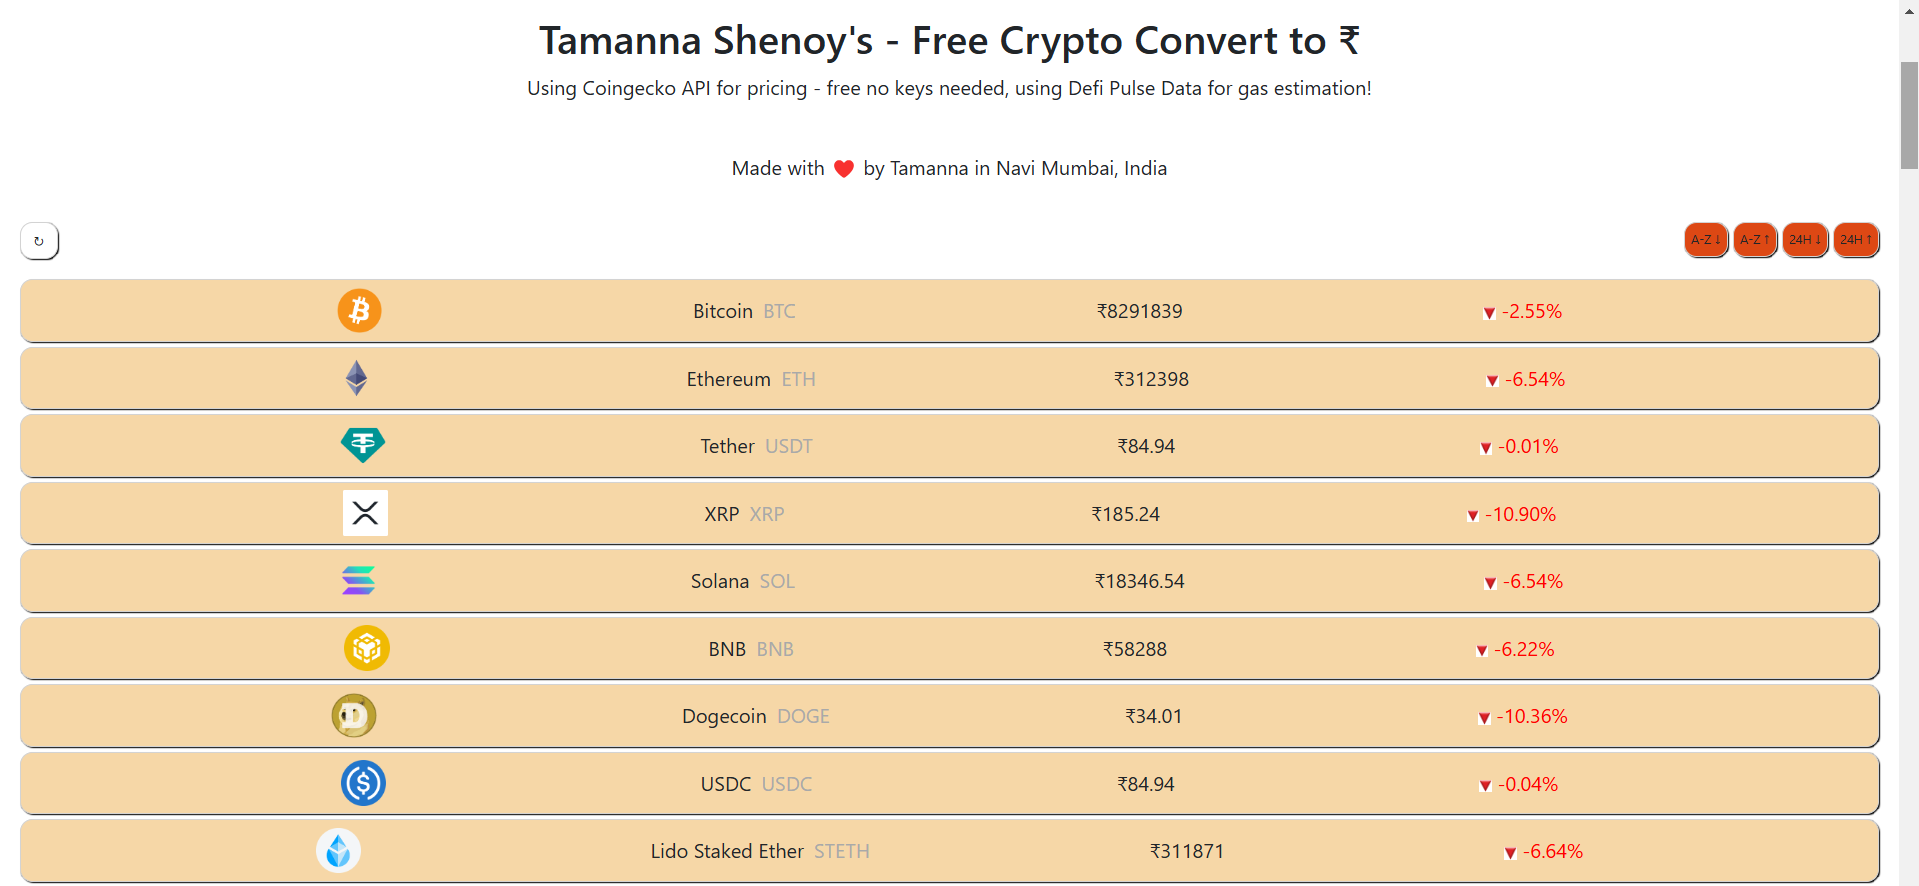 Tamanna Shenoy's - Free Crypto Convert to ₹
Using Coingecko API for pricing - free no keys needed, using Defi Pulse Data for gas estimation!
Made with ❤️ by Tamanna in Navi Mumbai, India
↻ A-Z ↓ A-Z ↑ 24H ↓ 24H ↑
Bitcoin BTC ₹8291839 -2.55%
Ethereum ETH ₹312398 -6.54%
Tether USDT ₹84.94 -0.01%
XRP XRP ₹185.24 -10.90%
Solana SOL ₹18346.54 -6.54%
BNB BNB ₹58288 -6.22%
Dogecoin DOGE ₹34.01 -10.36%
USDC USDC ₹84.94 -0.04%
Lido Staked Ether STETH ₹311871 -6.64%